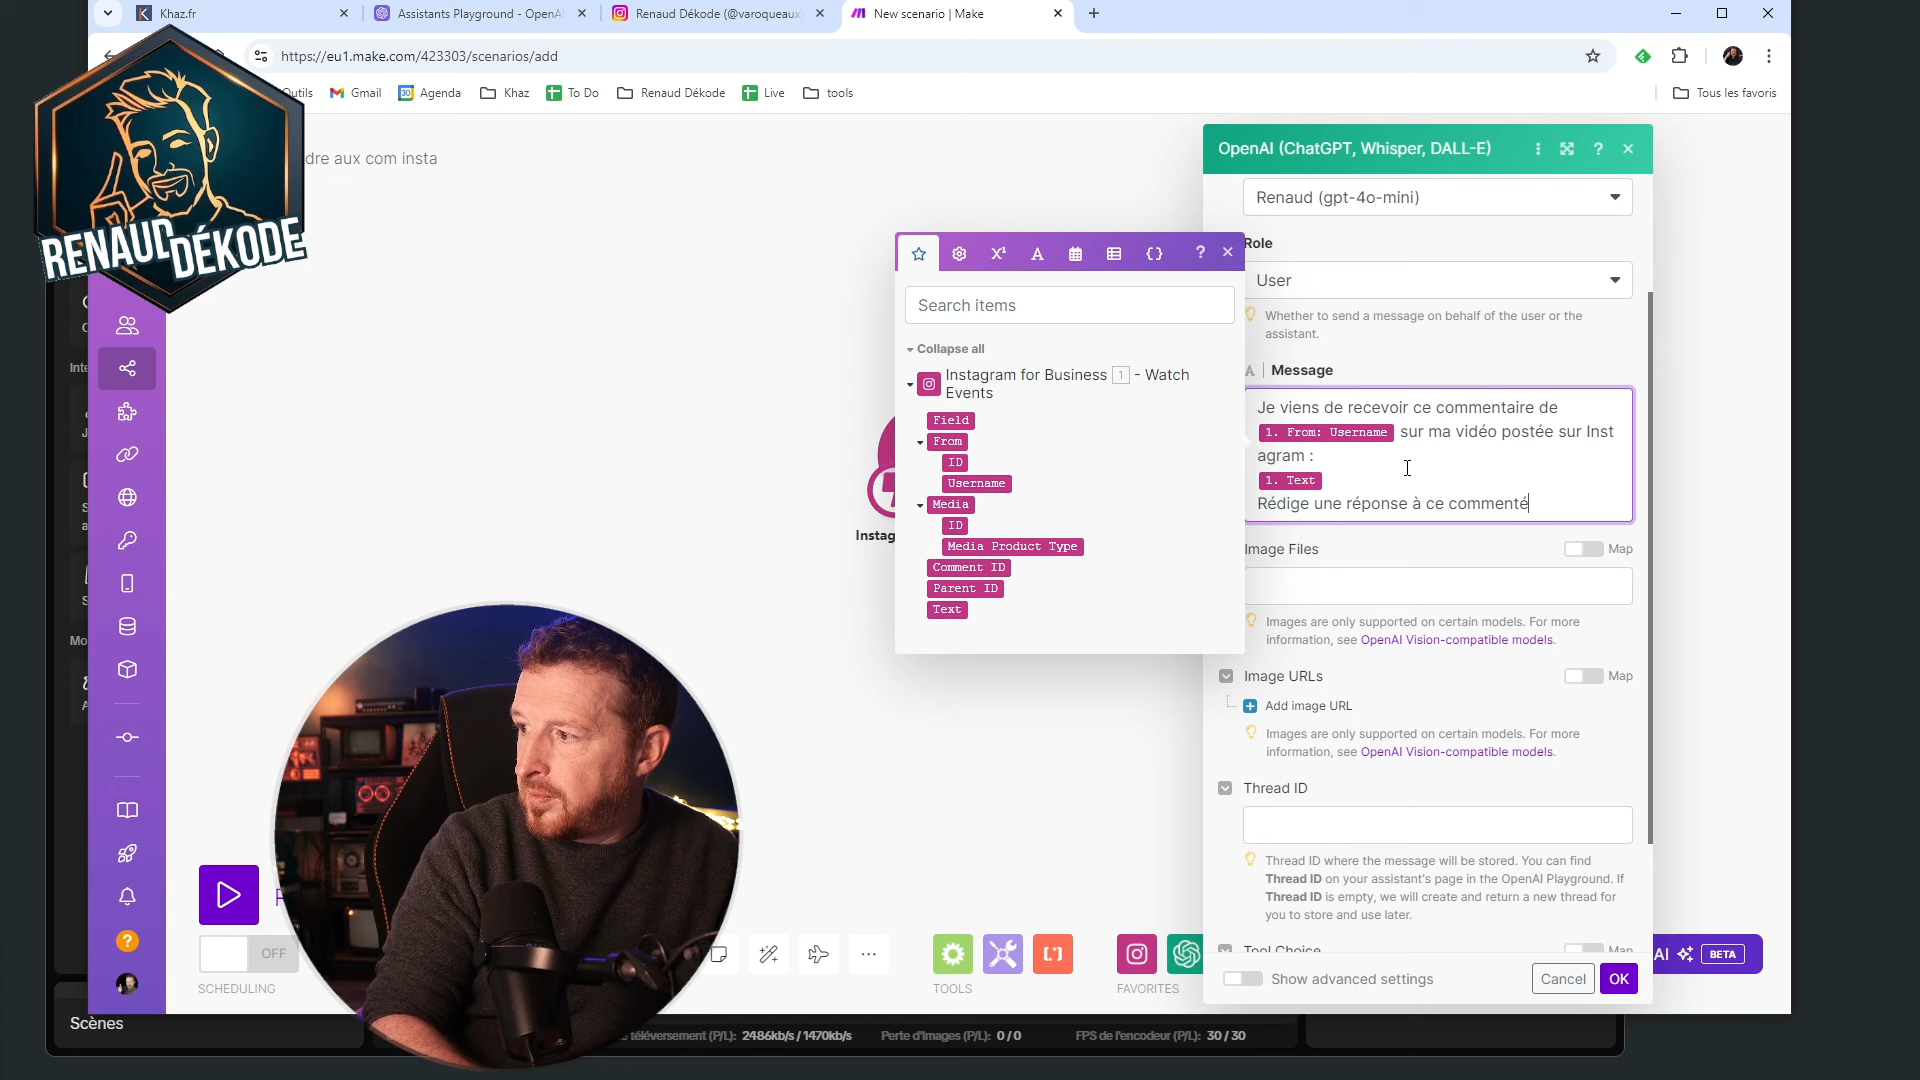 Khaz.fr
Assistants Playground - OpenA
Renaud Dékode (@varoqueaux
New scenario | Make
https://eu1.make.com/423303/scenarios/add
Outils
Gmail
Agenda
Khaz
To Do
Renaud Dékode
Live
tools
Tous les favoris
RENAUD DÉKODE
dre aux com insta
OpenAI (ChatGPT, Whisper, DALL-E)
Renaud (gpt-4o-mini)
Role
User
Whether to send a message on behalf of the user or the
assistant.
A | Message
Je viens de recevoir ce commentaire de
1. From: Username sur ma vidéo postée sur Inst
agram :
1. Text
Rédige une réponse à ce commenté
Image Files
Map
Images are only supported on certain models. For more
information, see OpenAI Vision-compatible models.
Image URLs
Map
Add image URL
Images are only supported on certain models. For more
information, see OpenAI Vision-compatible models.
Thread ID
Thread ID where the message will be stored. You can find
Thread ID on your assistant's page in the OpenAI Playground. If
Thread ID is empty, we will create and return a new thread for
you to store and use later.
Tool Choice
Map
Show advanced settings
Cancel
OK
Search items
Collapse all
Instagram for Business 1 - Watch
Events
Field
From
ID
Username
Media
ID
Media Product Type
Comment ID
Parent ID
Text
Instag
OFF
SCHEDULING
TOOLS
FAVORITES
AI
BETA
Scènes
téléversement (P/L): 2486kb/s / 1470kb/s
Perte d'images (P/L): 0/0
FPS de l'encodeur (P/L): 30 / 30